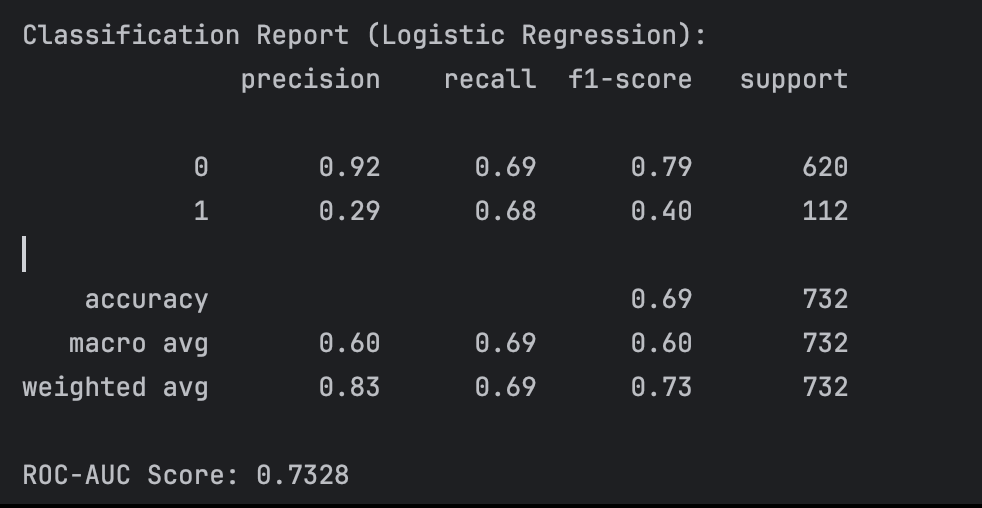 Classification Report (Logistic Regression):
precision recall f1-score support
0 0.92 0.69 0.79 620
1 0.29 0.68 0.40 112
accuracy 0.69 732
macro avg 0.60 0.69 0.60 732
weighted avg 0.83 0.69 0.73 732
ROC-AUC Score: 0.7328